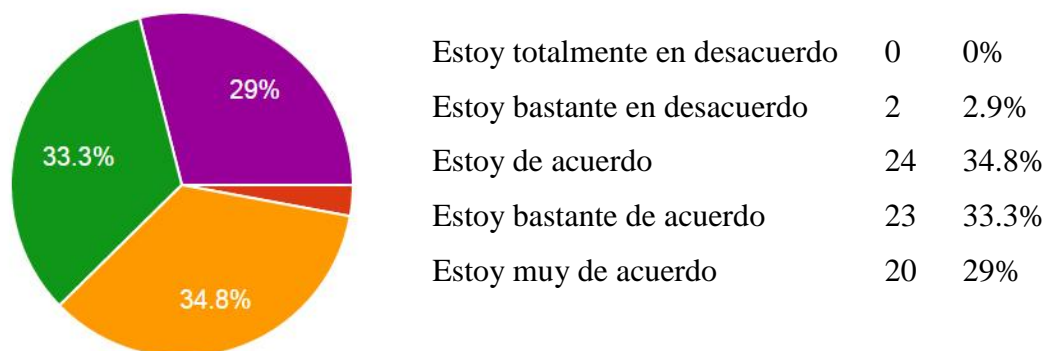 29%
33.3%
34.8%
Estoy totalmente en desacuerdo 0 0%
Estoy bastante en desacuerdo 2 2.9%
Estoy de acuerdo 24 34.8%
Estoy bastante de acuerdo 23 33.3%
Estoy muy de acuerdo 20 29%